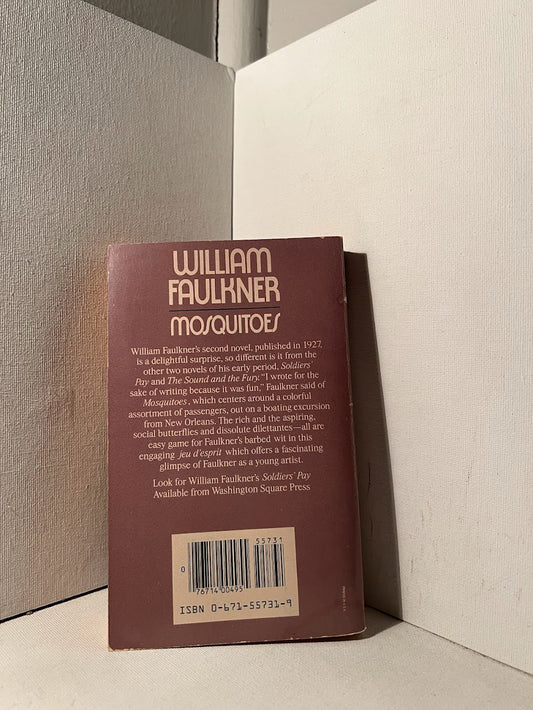 WILLIAM
FAULKNER
MOSQUITOES
William Faulkner's second novel, published in 1927,
is a delightful surprise, so different is it from the
other two novels of his early period, Soldiers'
Pay and The Sound and the Fury. "I wrote for the
sake of writing because it was fun," Faulkner said of
Mosquitoes, which centers around a colorful
assortment of passengers, out on a boating excursion
from New Orleans. The rich and the aspiring,
social butterflies and dissolute dilettantes—all are
easy game for Faulkner's barbed wit in this
engaging jeu d'esprit which offers a fascinating
glimpse of Faulkner as a young artist.
Look for William Faulkner's Soldiers' Pay
Available from Washington Square Press
55731
0
76714 00495
ISBN 0-671-55731-9